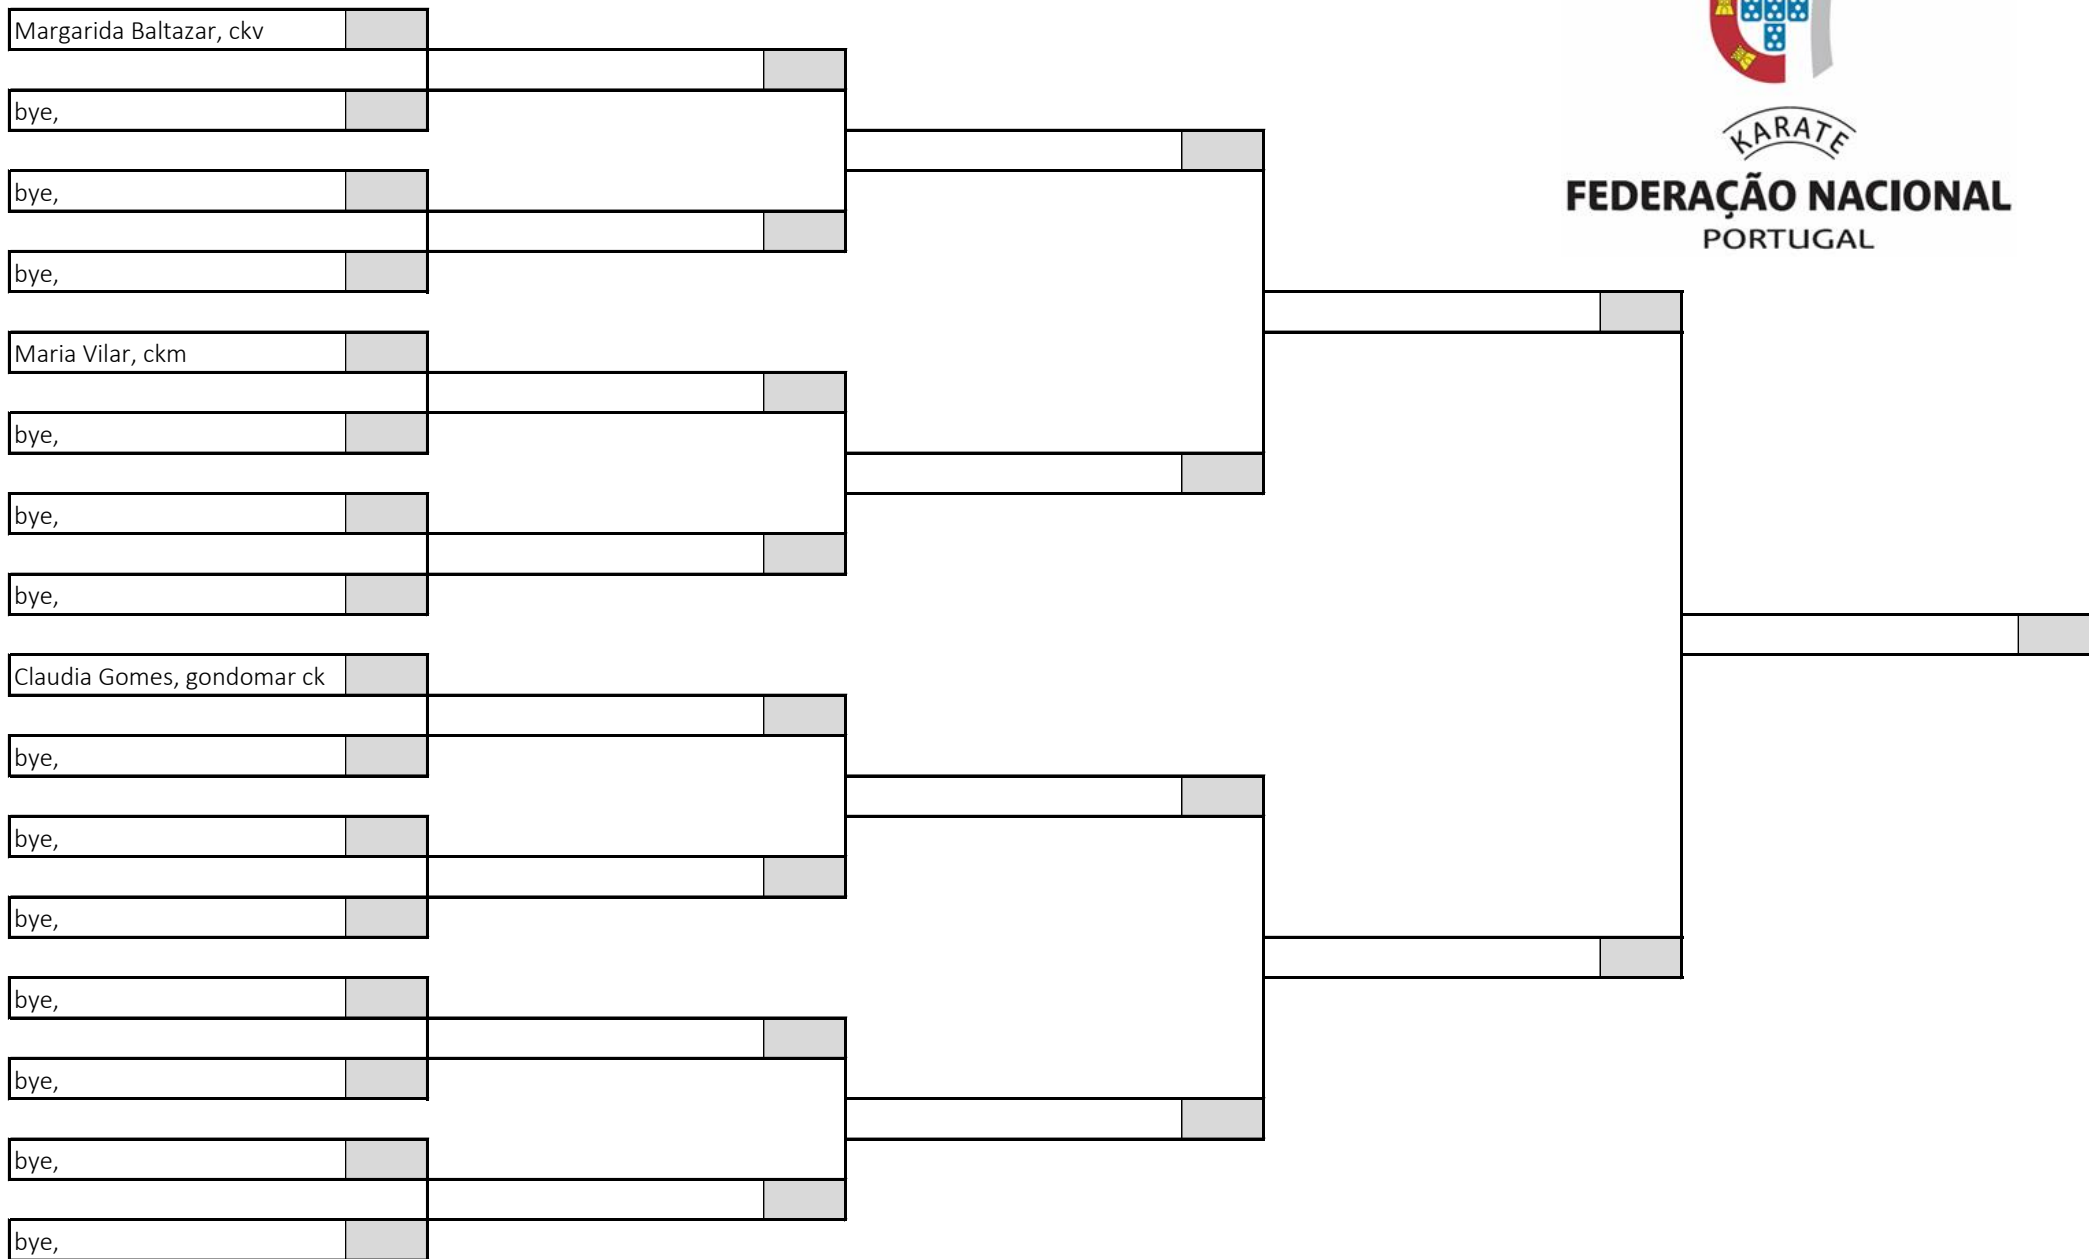 Margarida Baltazar, ckv
bye,
bye,
bye,
Maria Vilar, ckm
bye,
bye,
bye,
Claudia Gomes, gondomar ck
bye,
bye,
bye,
bye,
bye,
bye,
bye,
KARATE
FEDERAÇÃO NACIONAL
PORTUGAL